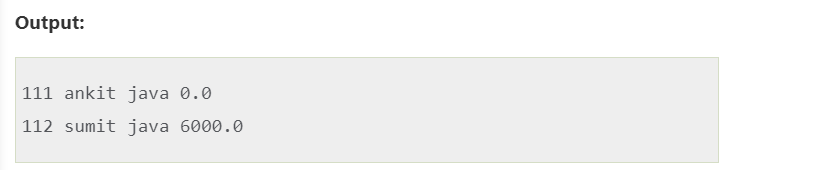 Output:
111 ankit java 0.0
112 sumit java 6000.0